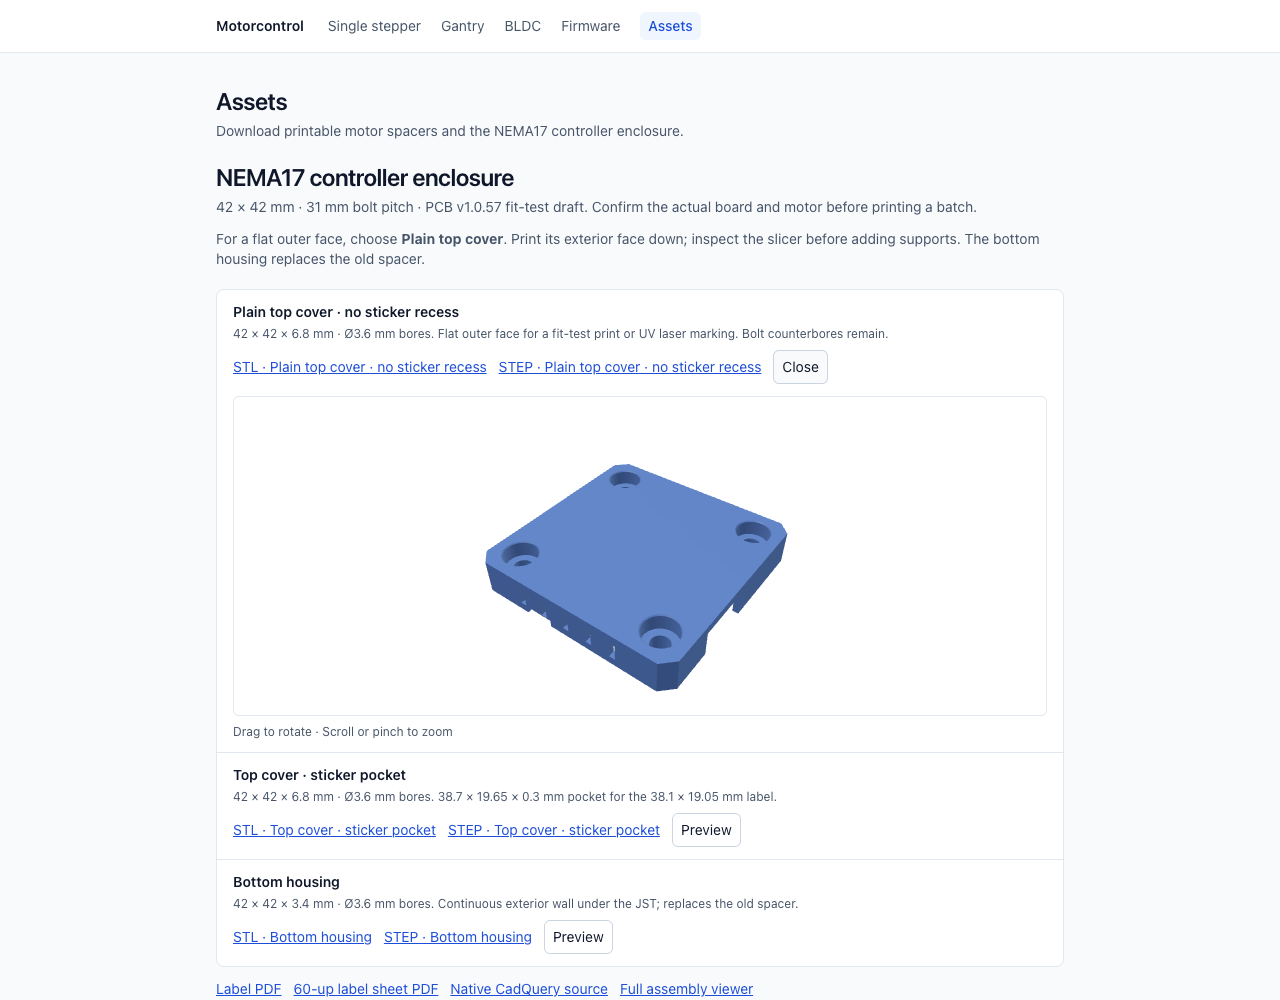 Motorcontrol Single stepper Gantry BLDC Firmware Assets
Assets
Download printable motor spacers and the NEMA17 controller enclosure.
NEMA17 controller enclosure
42 × 42 mm · 31 mm bolt pitch · PCB v1.0.57 fit-test draft. Confirm the actual board and motor before printing a batch.
For a flat outer face, choose Plain top cover. Print its exterior face down; inspect the slicer before adding supports. The bottom
housing replaces the old spacer.
Plain top cover · no sticker recess
42 × 42 × 6.8 mm · Ø3.6 mm bores. Flat outer face for a fit-test print or UV laser marking. Bolt counterbores remain.
STL · Plain top cover · no sticker recess STEP · Plain top cover · no sticker recess Close
Drag to rotate · Scroll or pinch to zoom
Top cover · sticker pocket
42 × 42 × 6.8 mm · Ø3.6 mm bores. 38.7 × 19.65 × 0.3 mm pocket for the 38.1 × 19.05 mm label.
STL · Top cover · sticker pocket STEP · Top cover · sticker pocket Preview
Bottom housing
42 × 42 × 3.4 mm · Ø3.6 mm bores. Continuous exterior wall under the JST; replaces the old spacer.
STL · Bottom housing STEP · Bottom housing Preview
Label PDF 60-up label sheet PDF Native CadQuery source Full assembly viewer